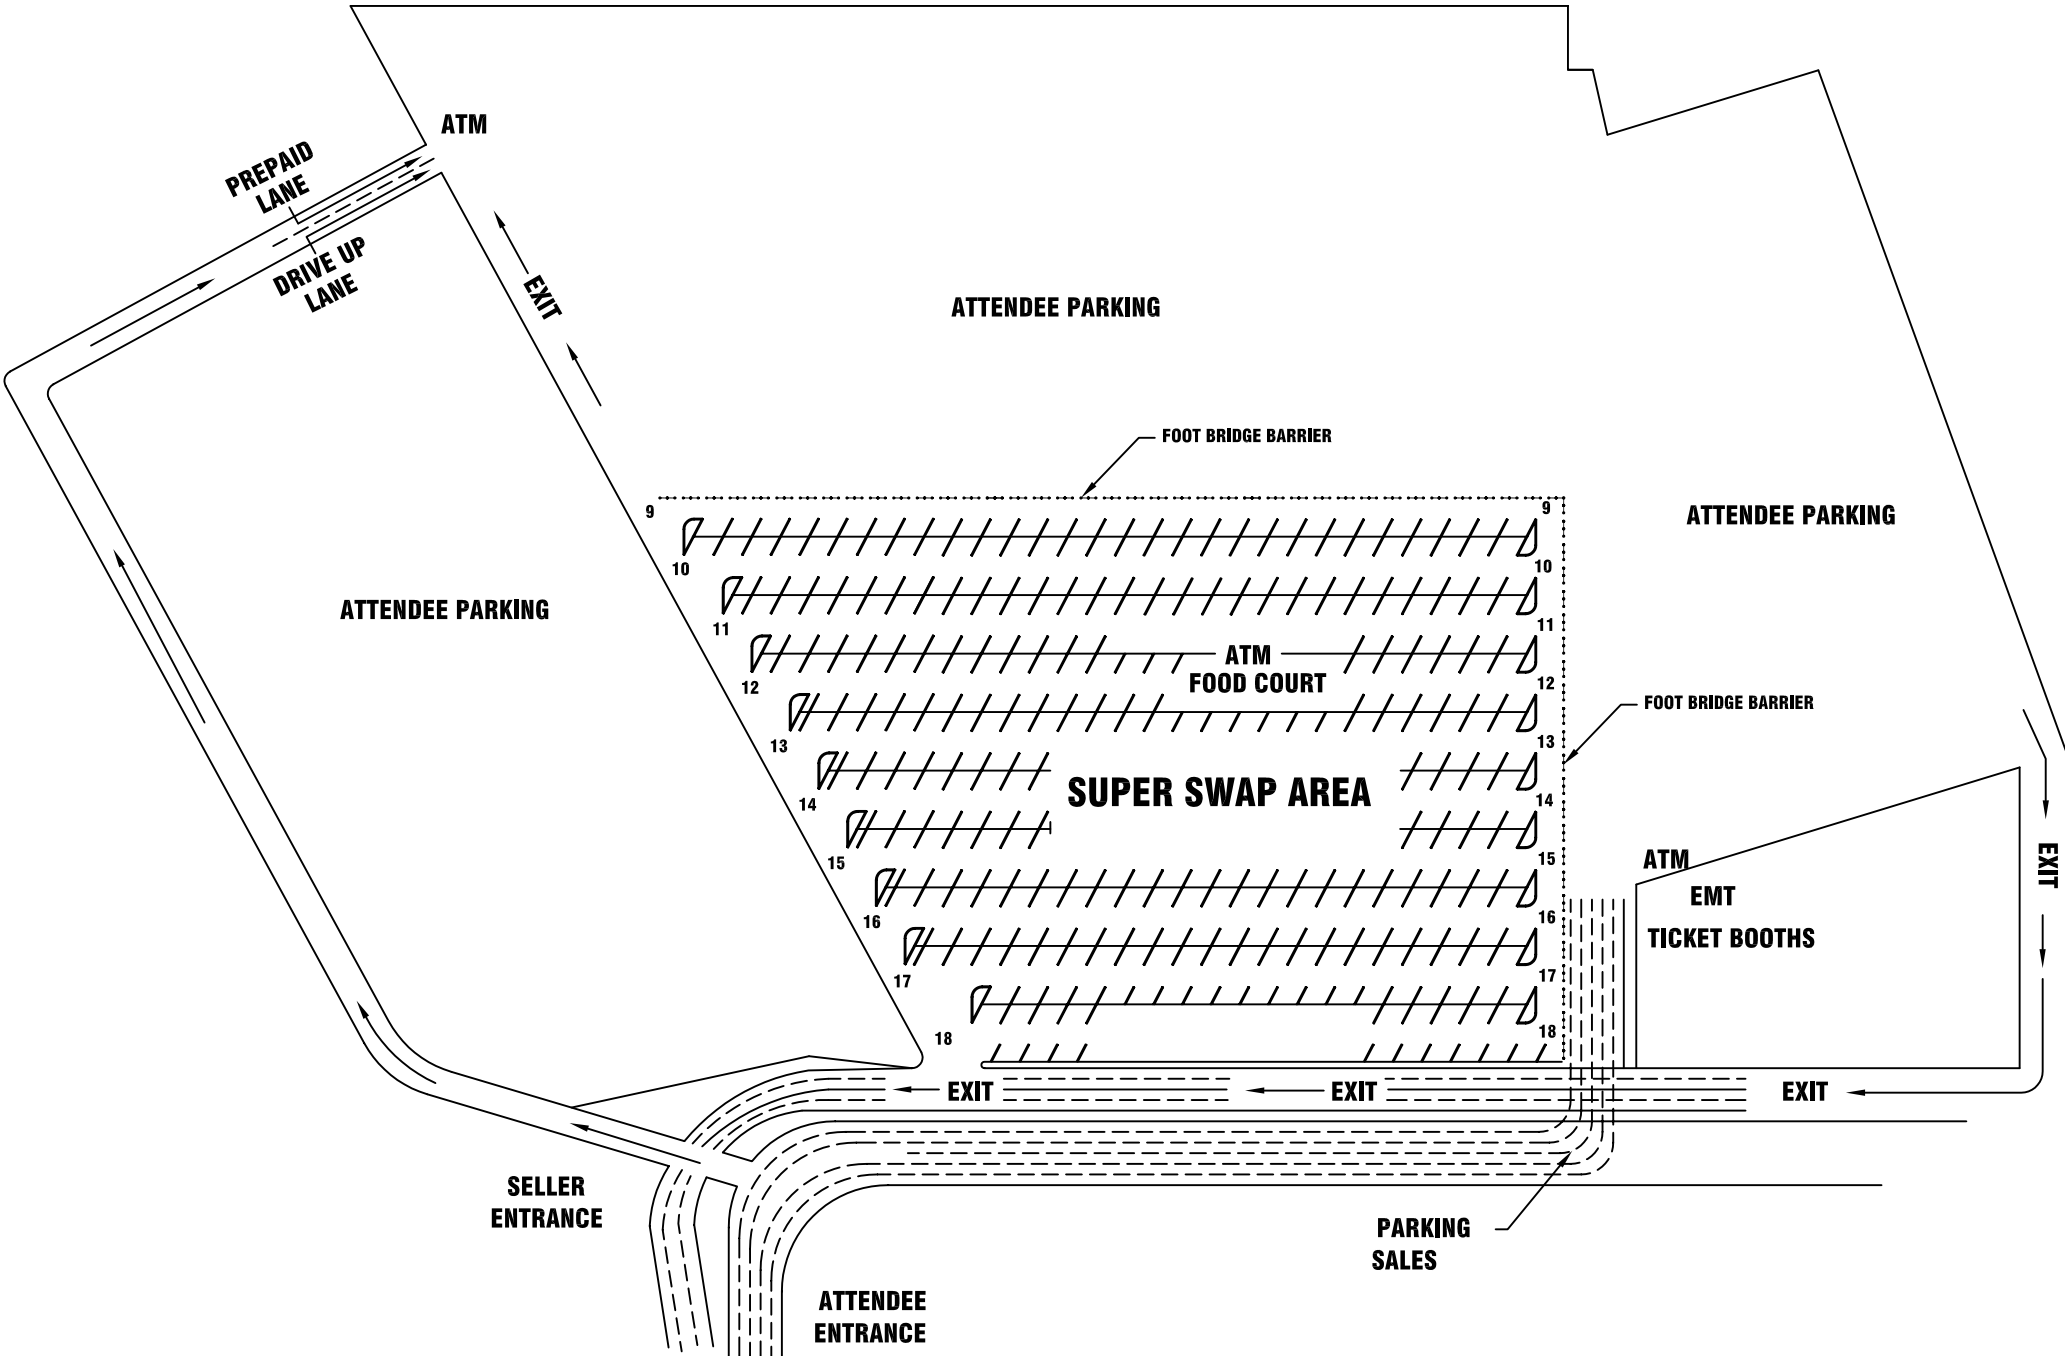 ATM
PREPAID
LANE
DRIVE UP
LANE
EXIT
ATTENDEE PARKING
FOOT BRIDGE BARRIER
9
9
ATTENDEE PARKING
10
10
ATTENDEE PARKING
11
11
ATM
FOOD COURT
12
12
FOOT BRIDGE BARRIER
13
13
SUPER SWAP AREA
14
14
15
15
ATM
EXIT
EMT
16
16
TICKET BOOTHS
17
17
18
18
EXIT
EXIT
EXIT
SELLER
ENTRANCE
PARKING
SALES
ATTENDEE
ENTRANCE